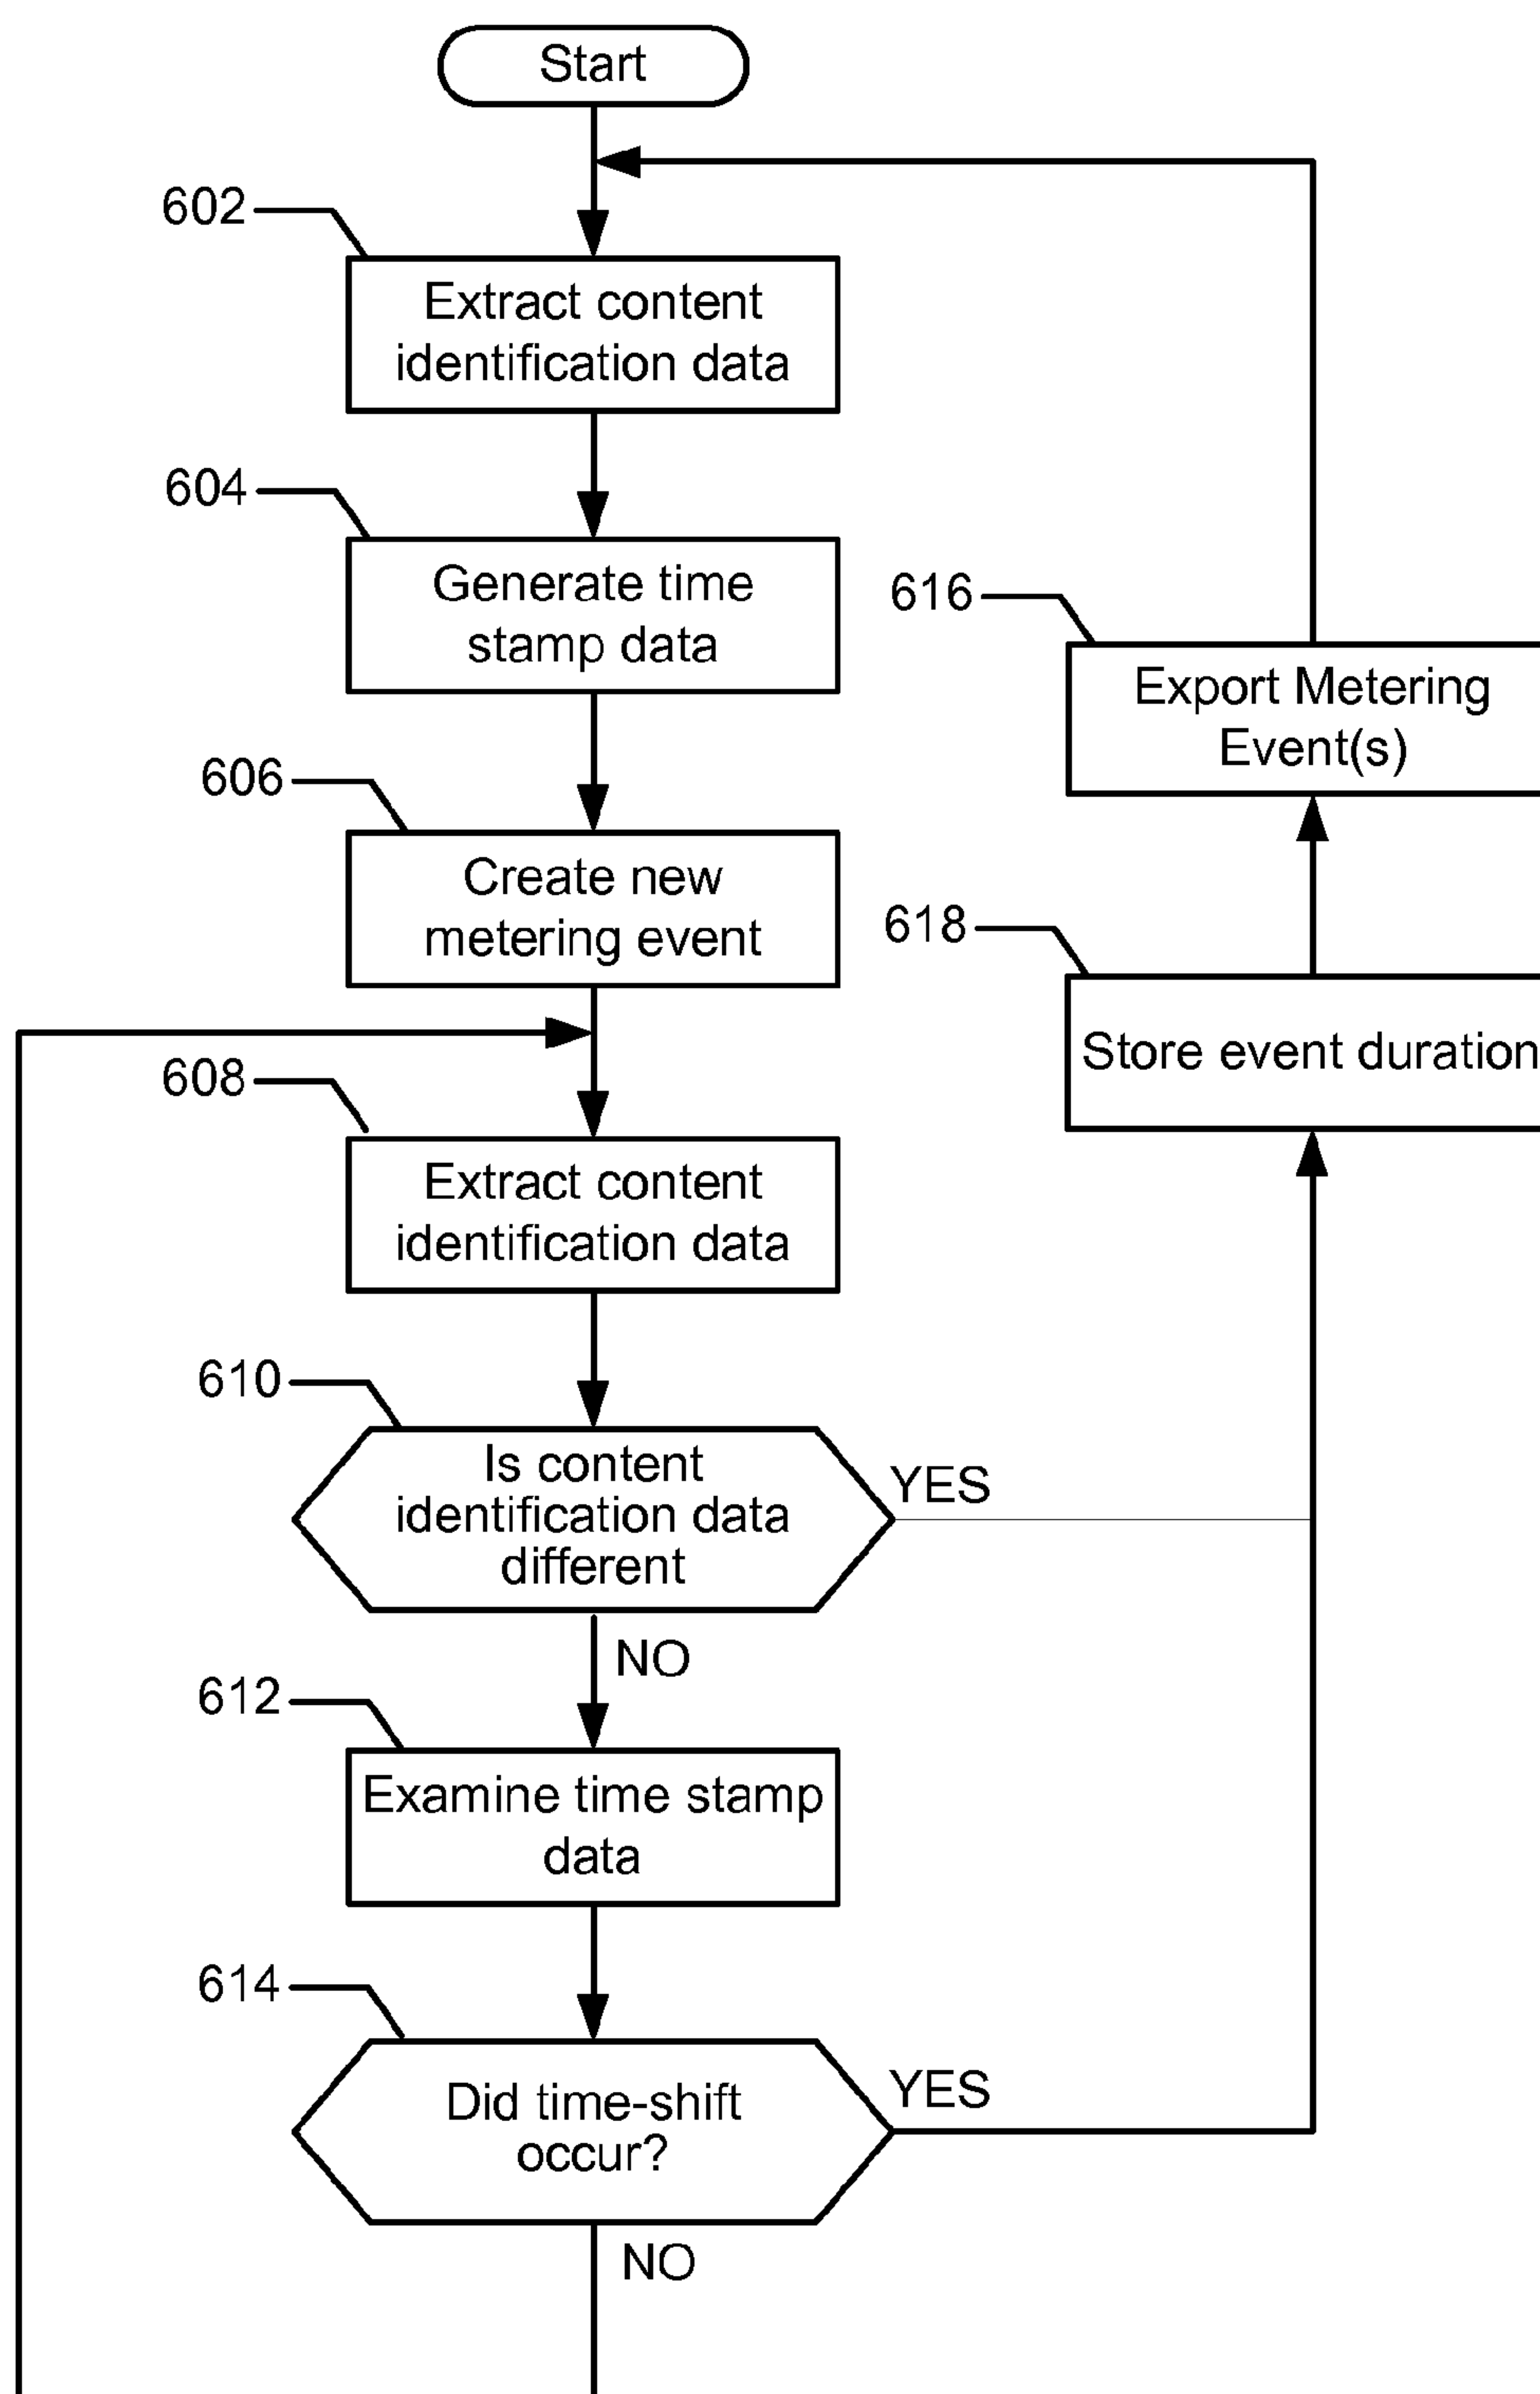 Start
602
Extract content
identification data
604
Generate time
stamp data
616
Export Metering
Event(s)
606
Create new
metering event
618
Store event duration
608
Extract content
identification data
610
Is content
identification data
different
YES
NO
612
Examine time stamp
data
614
Did time-shift
occur?
YES
NO